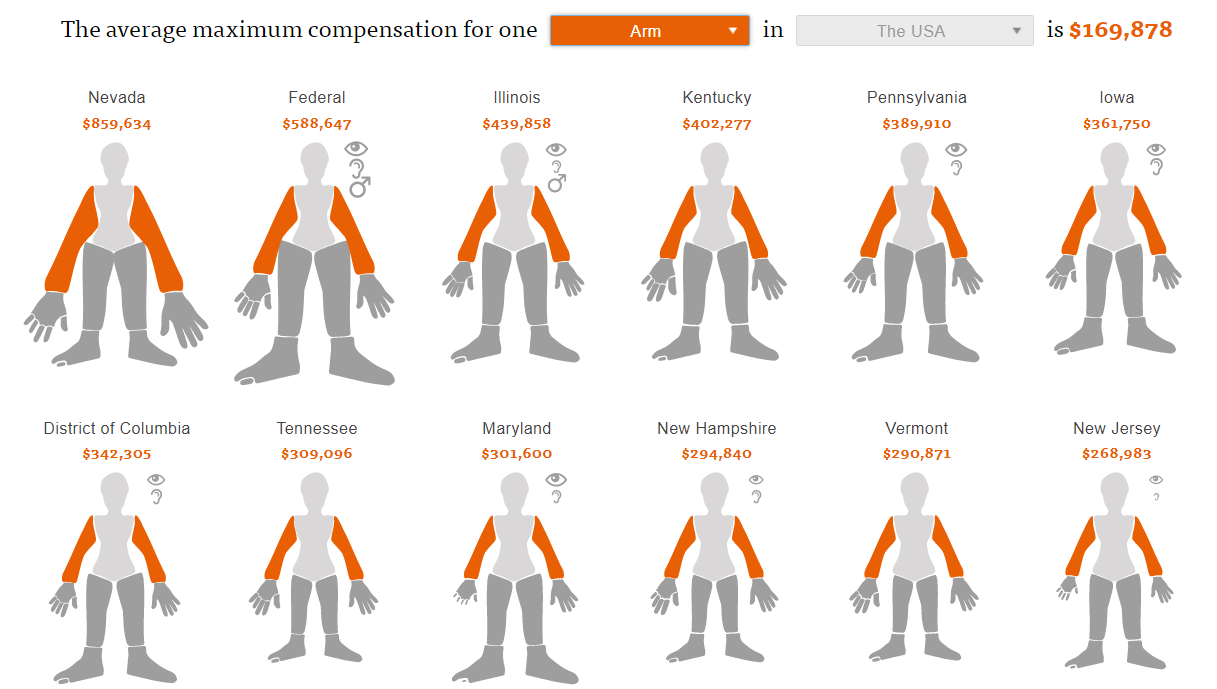 The average maximum compensation for one Arm in The USA is $169,878
Nevada Federal Illinois Kentucky Pennsylvania Iowa
$859,634 $588,647 $439,858 $402,277 $389,910 $361,750
District of Columbia Tennessee Maryland New Hampshire Vermont New Jersey
$342,305 $309,096 $301,600 $294,840 $290,871 $268,983